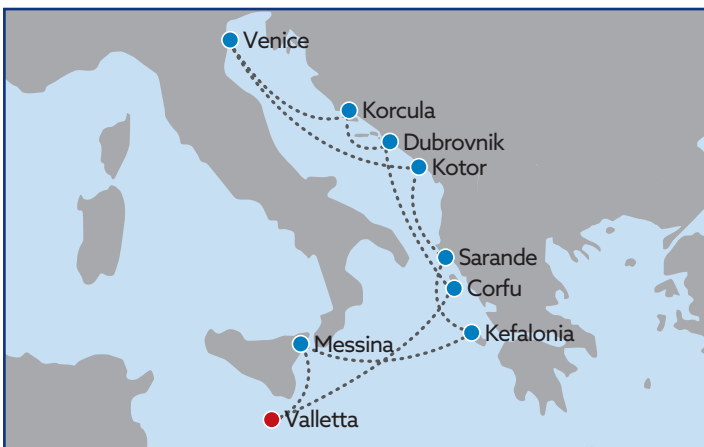 Venice
Korcula
Dubrovnik
Kotor
Sarande
Corfu
Kefalonia
Messina
Valletta